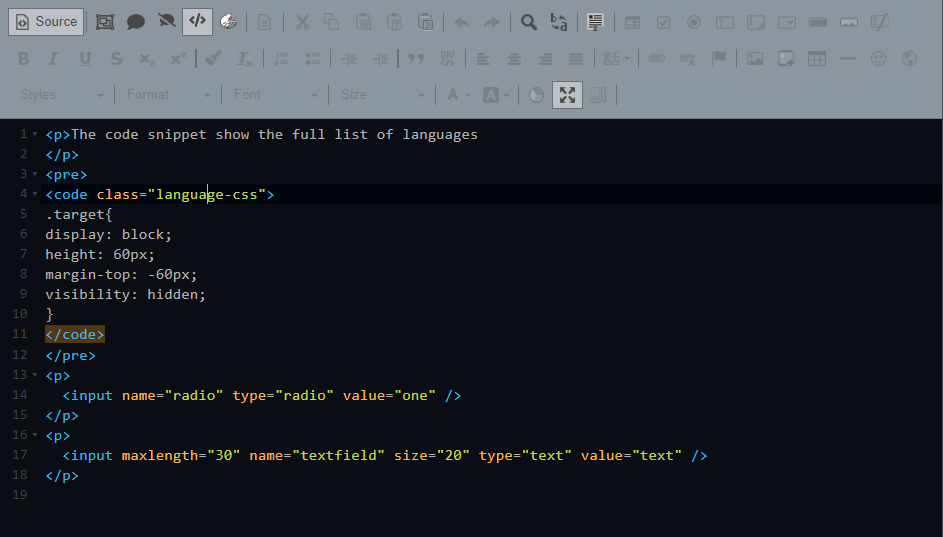 Source
B I U S x₂ x² Iₓ
Styles Format Font Size A A
1 <p>The code snippet show the full list of languages
2 </p>
3 <pre>
4 <code class="language-css">
5 .target{
6 display: block;
7 height: 60px;
8 margin-top: -60px;
9 visibility: hidden;
10 }
11 </code>
12 </pre>
13 <p>
14   <input name="radio" type="radio" value="one" />
15 </p>
16 <p>
17   <input maxlength="30" name="textfield" size="20" type="text" value="text" />
18 </p>
19